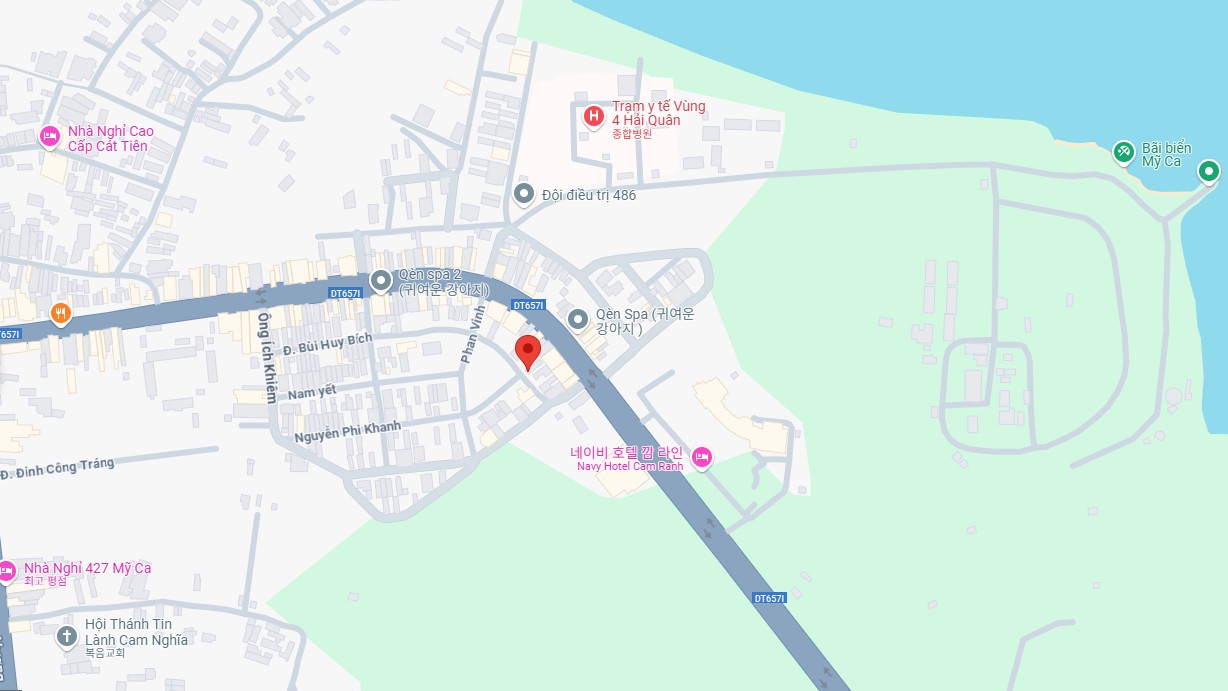 Trạm y tế Vùng
4 Hải Quân
종합병원
Nhà Nghỉ Cao
Cấp Cát Tiên
Bãi biển
Mỹ Ca
Đội điều trị 486
Qèn spa 2
(귀여운 강아지)
DT657I
DT657I
Qèn Spa (귀여운
강아지 )
Ông Ích Khiêm
Phan Vinh
Đ. Bùi Huy Bích
Nam yết
Nguyễn Phi Khanh
네이비 호텔 깜 라인
Navy Hotel Cam Ranh
Đ. Đinh Công Tráng
Nhà Nghỉ 427 Mỹ Ca
최고 평점
DT657I
Hội Thánh Tin
Lành Cam Nghĩa
복음교회